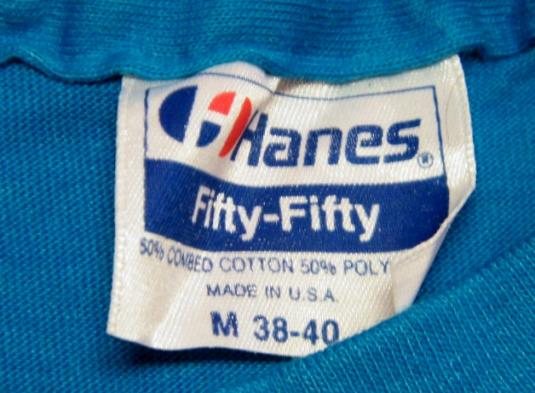 Hanes®
Fifty-Fifty
50% COMBED COTTON 50% POLY
MADE IN U.S.A.
M 38-40